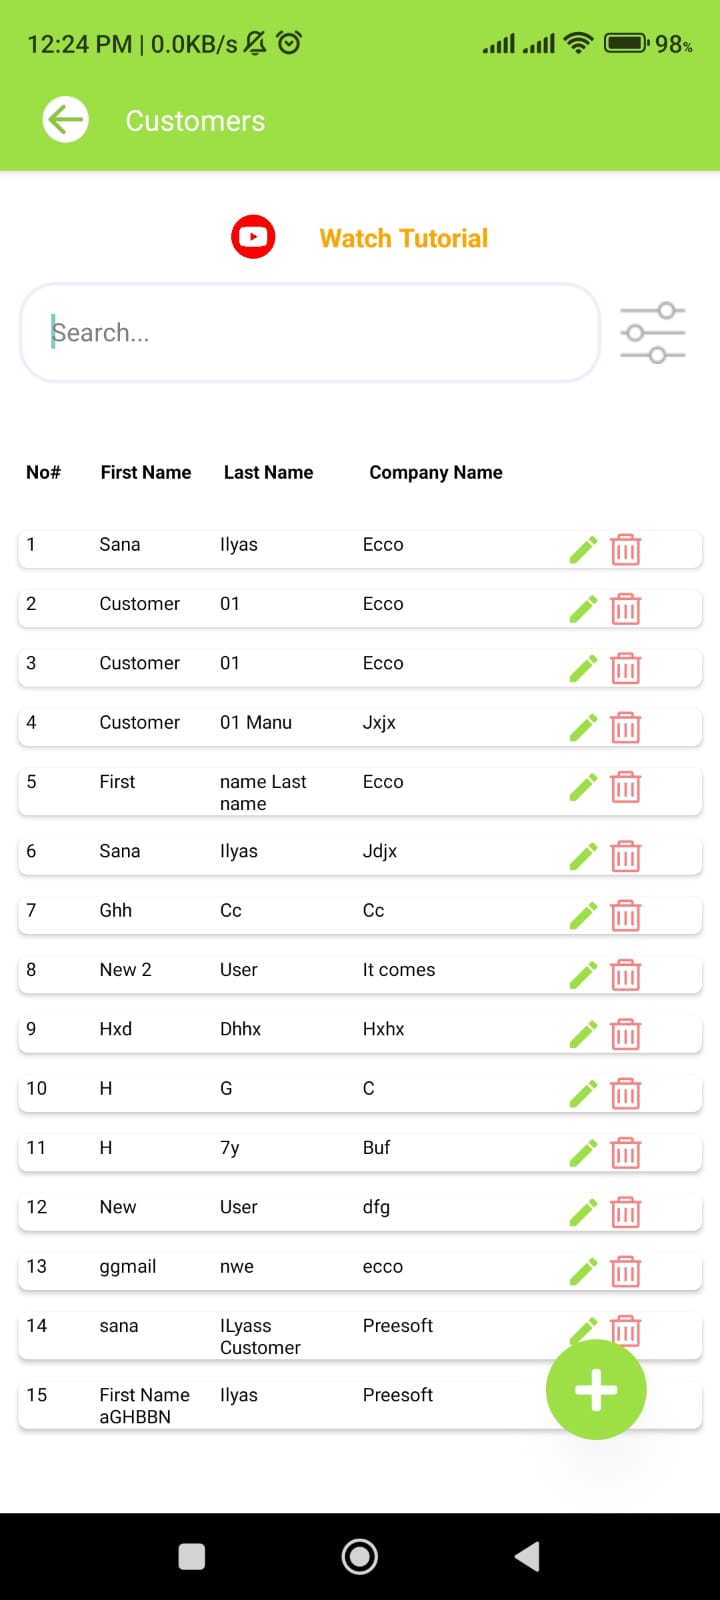 12:24 PM | 0.0KB/s 98%
Customers
Watch Tutorial
Search...
No# First Name Last Name Company Name
1 Sana Ilyas Ecco
2 Customer 01 Ecco
3 Customer 01 Ecco
4 Customer 01 Manu Jxjx
5 First name Last Ecco
name
6 Sana Ilyas Jdjx
7 Ghh Cc Cc
8 New 2 User It comes
9 Hxd Dhhx Hxhx
10 H G C
11 H 7y Buf
12 New User dfg
13 ggmail nwe ecco
14 sana ILyass Preesoft
Customer
15 First Name Ilyas Preesoft
aGHBBN